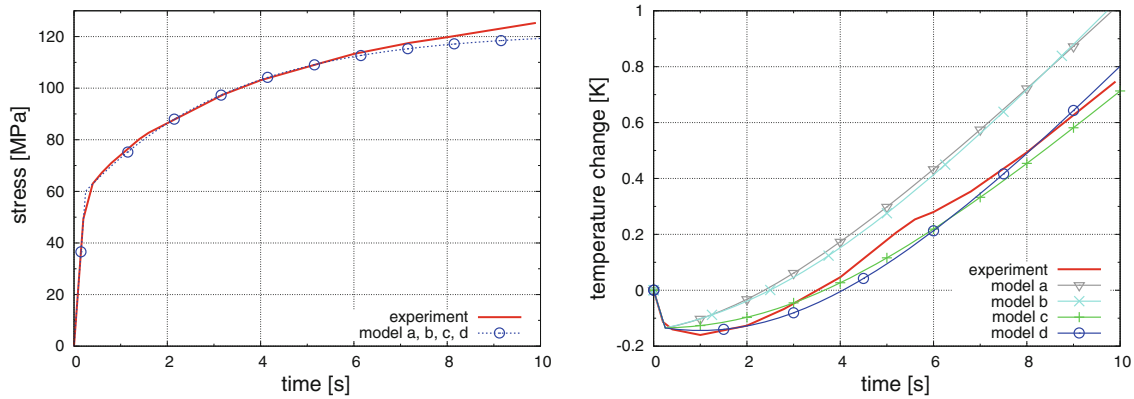 stress [MPa]
120
100
80
60
40
20
0
0 2 4 6 8 10
time [s]
experiment
model a, b, c, d
temperature change [K]
1
0.8
0.6
0.4
0.2
0
-0.2
0 2 4 6 8 10
time [s]
experiment
model a
model b
model c
model d